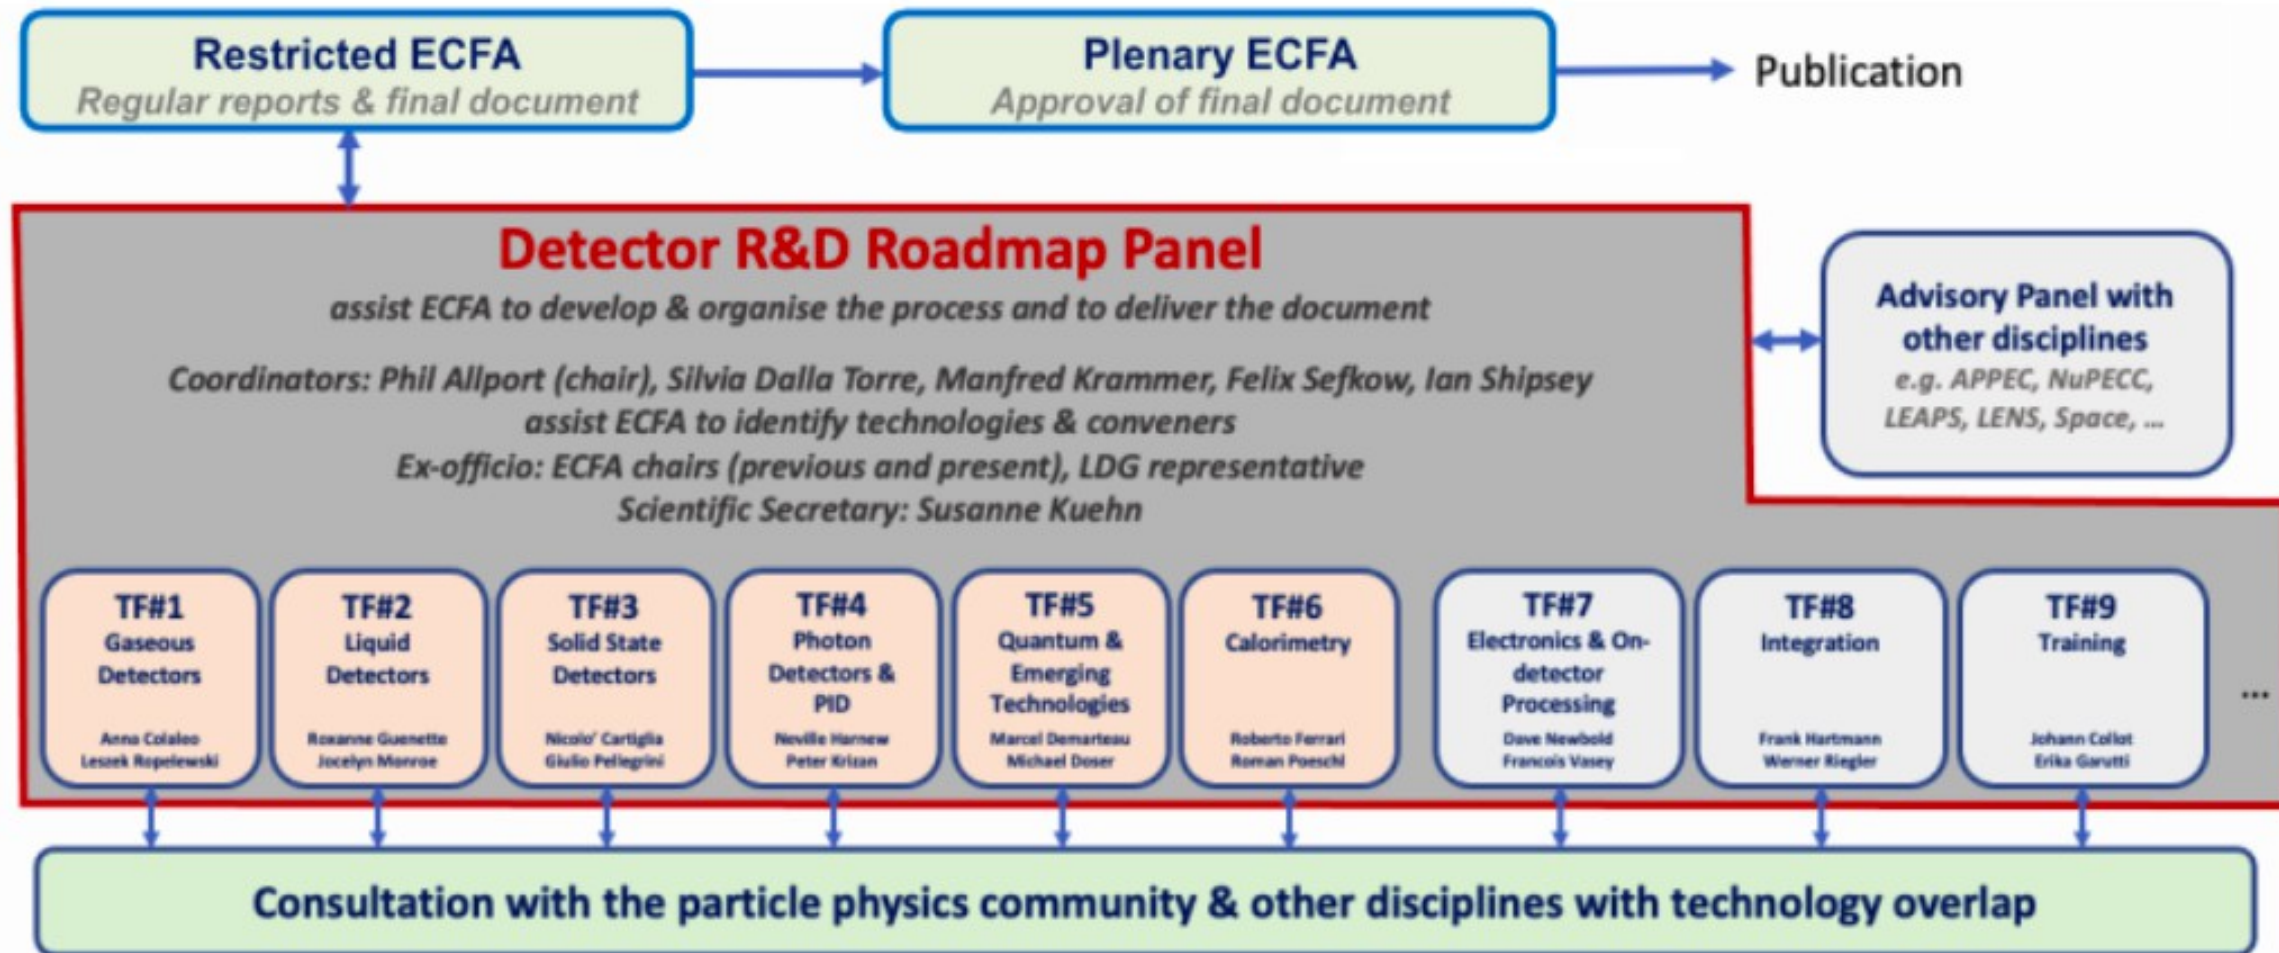 Restricted ECFA
Regular reports & final document
Plenary ECFA
Approval of final document
Publication
Detector R&D Roadmap Panel
assist ECFA to develop & organise the process and to deliver the document
Coordinators: Phil Allport (chair), Silvia Dalla Torre, Manfred Krammer, Felix Sefkow, Ian Shipsey
assist ECFA to identify technologies & conveners
Ex-officio: ECFA chairs (previous and present), LDG representative
Scientific Secretary: Susanne Kuehn
Advisory Panel with
other disciplines
e.g. APPEC, NuPECC,
LEAPS, LENS, Space, ...
TF#1
Gaseous
Detectors
Anna Colaleo
Leszek Ropelewski
TF#2
Liquid
Detectors
Roxanne Guenette
Jocelyn Monroe
TF#3
Solid State
Detectors
Nicolo' Cartiglia
Giulio Pellegrini
TF#4
Photon
Detectors &
PID
Neville Harnew
Peter Krizan
TF#5
Quantum &
Emerging
Technologies
Marcel Demarteau
Michael Doser
TF#6
Calorimetry
Roberto Ferrari
Roman Poeschl
TF#7
Electronics & On-
detector
Processing
Dave Newbold
Francois Vasey
TF#8
Integration
Frank Hartmann
Werner Riegler
TF#9
Training
Johann Collot
Erika Garutti
...
Consultation with the particle physics community & other disciplines with technology overlap